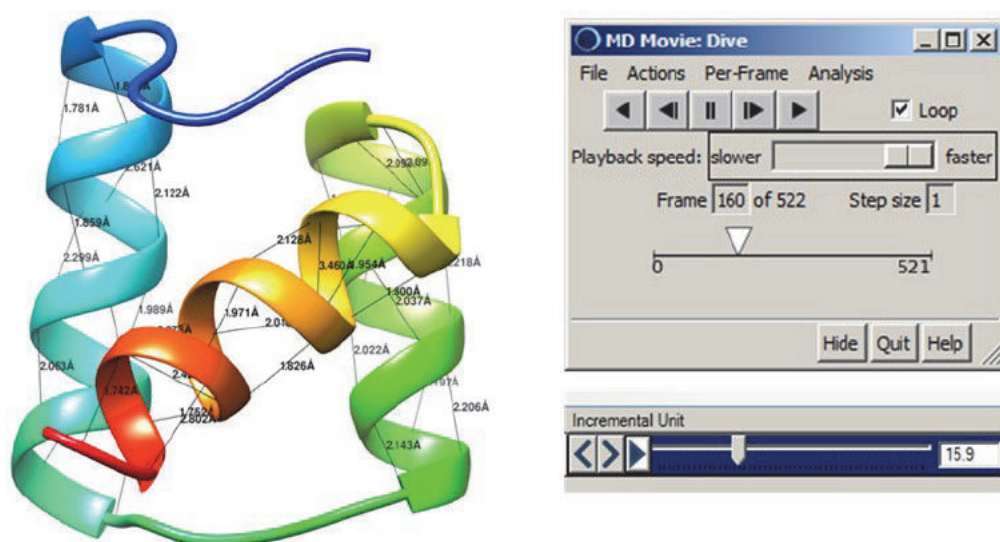 1.781Å
2.122Å
1.859Å
2.299Å
1.989Å
2.063Å
1.742Å
1.752Å
2.802Å
1.971Å
2.128Å
3.460Å
1.954Å
2.218Å
1.800Å
2.037Å
2.022Å
1.826Å
2.206Å
2.143Å
MD Movie: Dive
File Actions Per-Frame Analysis
Loop
Playback speed: slower faster
Frame 160 of 522 Step size 1
0 521
Hide Quit Help
Incremental Unit
15.9